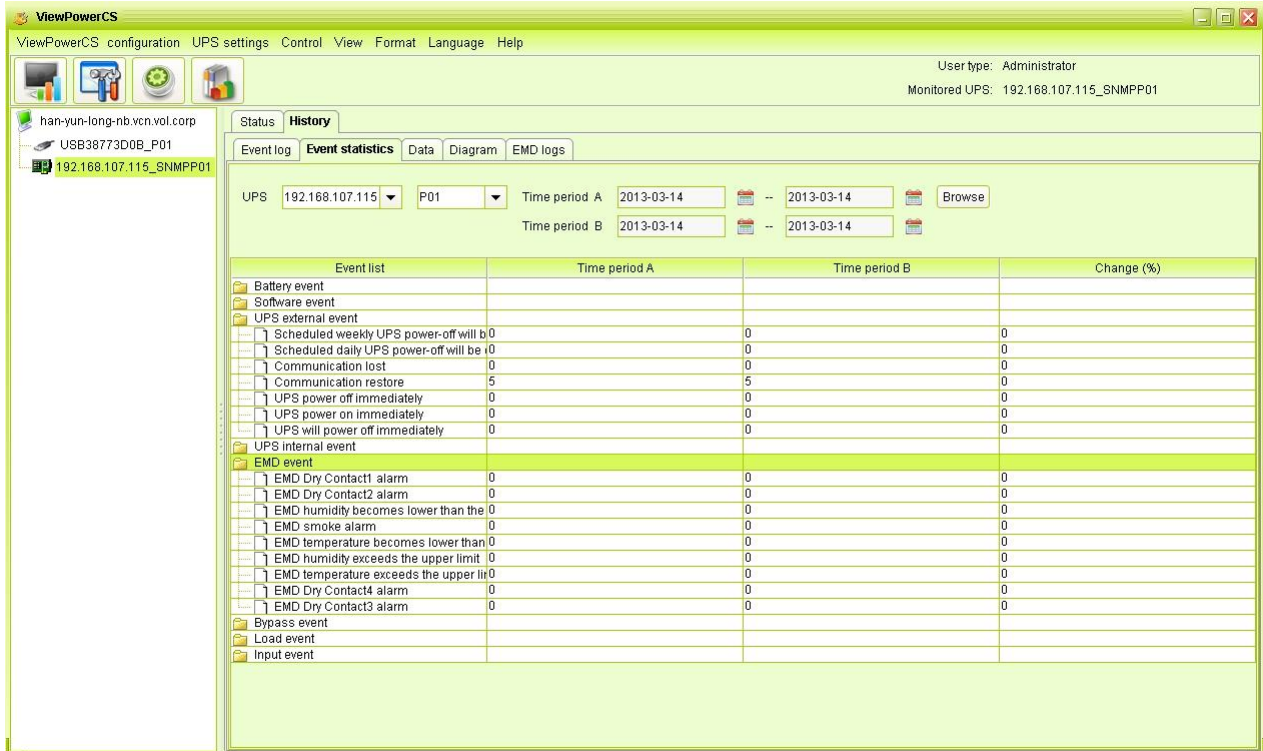 ViewPowerCS
ViewPowerCS configuration UPS settings Control View Format Language Help
User type: Administrator
Monitored UPS: 192.168.107.115_SNMPP01
han-yun-long-nb.vcn.vol.corp
USB38773D0B_P01
192.168.107.115_SNMPP01
Status History
Event log Event statistics Data Diagram EMD logs
UPS 192.168.107.115 P01 Time period A 2013-03-14 -- 2013-03-14 Browse
Time period B 2013-03-14 -- 2013-03-14
Event list Time period A Time period B Change (%)
Battery event
Software event
UPS external event
Scheduled weekly UPS power-off will b 0 0 0
Scheduled daily UPS power-off will be 0 0 0
Communication lost 0 0 0
Communication restore 5 5 0
UPS power off immediately 0 0 0
UPS power on immediately 0 0 0
UPS will power off immediately 0 0 0
UPS internal event
EMD event
EMD Dry Contact1 alarm 0 0 0
EMD Dry Contact2 alarm 0 0 0
EMD humidity becomes lower than the 0 0 0
EMD smoke alarm 0 0 0
EMD temperature becomes lower than 0 0 0
EMD humidity exceeds the upper limit 0 0 0
EMD temperature exceeds the upper lir 0 0 0
EMD Dry Contact4 alarm 0 0 0
EMD Dry Contact3 alarm 0 0 0
Bypass event
Load event
Input event